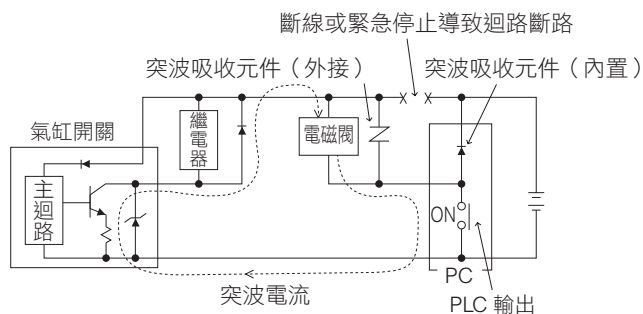 斷線或緊急停止導致迴路斷路
突波吸收元件（外接）
突波吸收元件（內置）
氣缸開關
繼電器
電磁閥
主迴路
ON
PC
突波電流
PLC 輸出